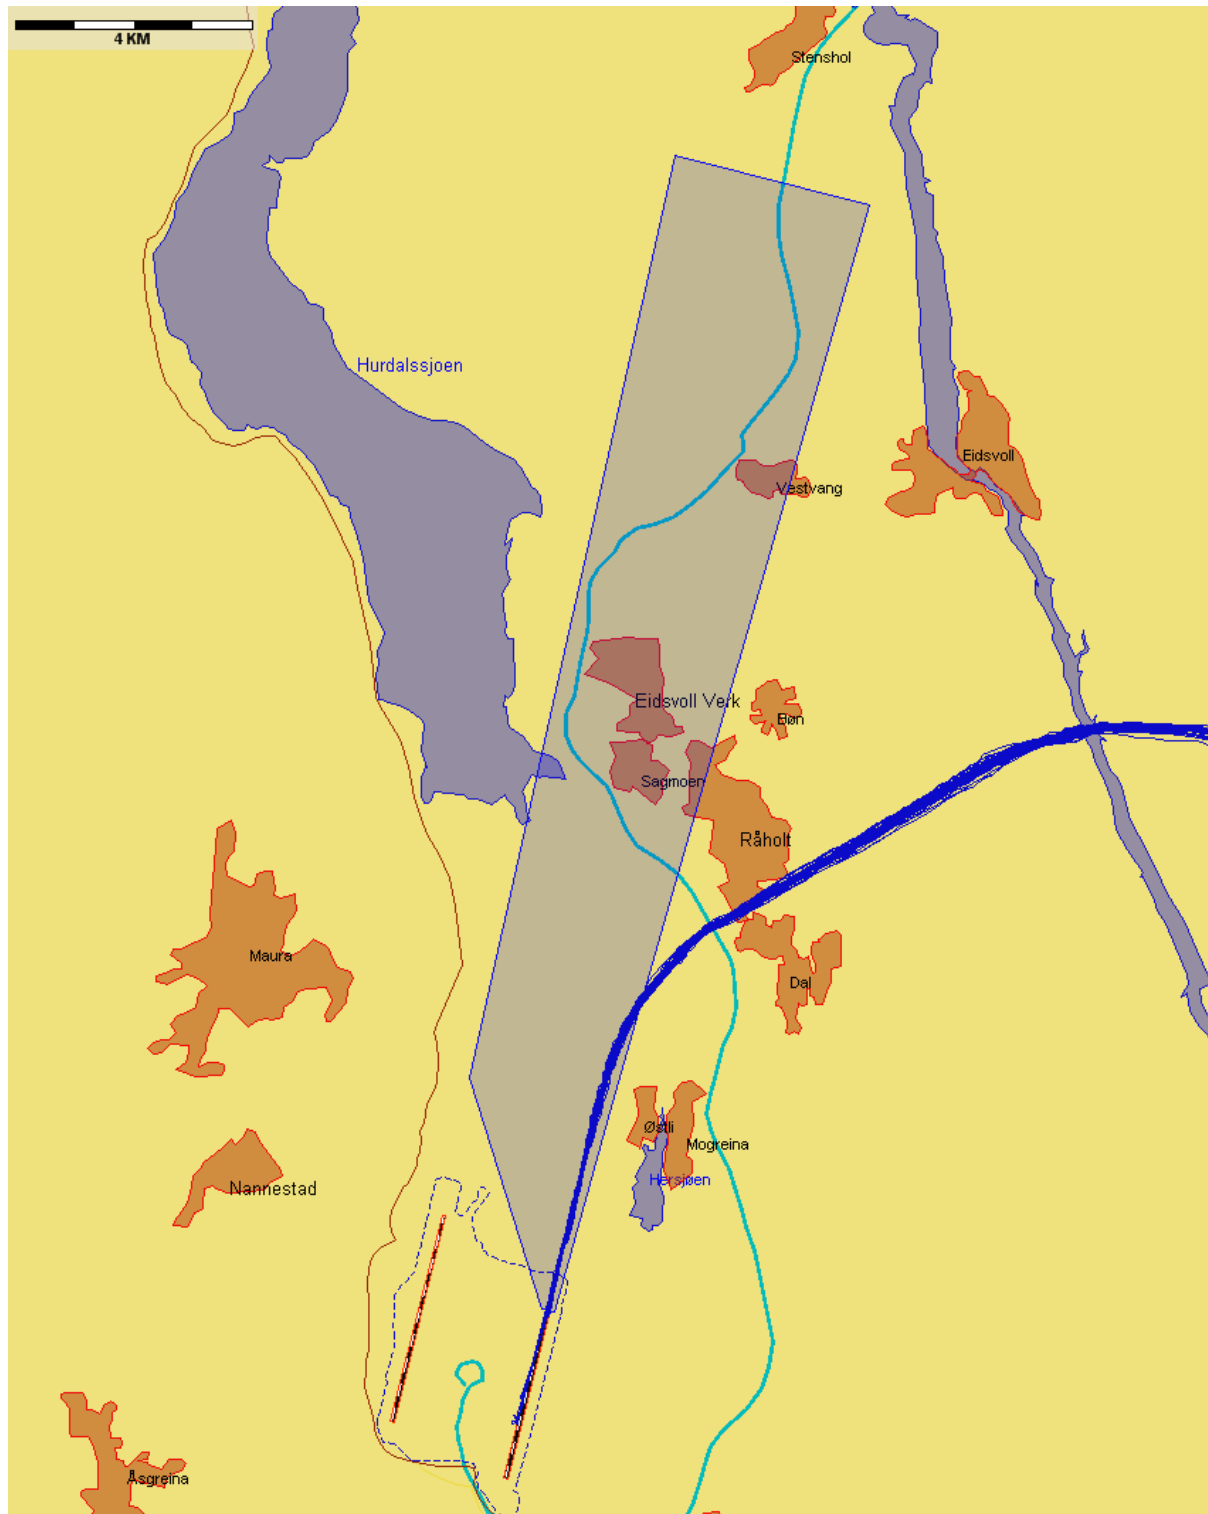 4 KM
Stenshol
Hurdalssjoen
Eidsvoll
Vestvang
Eidsvoll Verk
Bøn
Sagmoen
Råholt
Maura
Dal
Østli
Mogreina
Hersjøen
Nannestad
Åsgreina